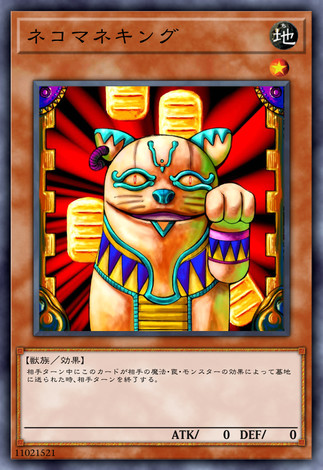 ネコマネキング
地
【獣族／効果】
相手ターン中にこのカードが相手の魔法・罠・モンスターの効果によって墓地
に送られた時、相手ターンを終了する。
ATK/ 0 DEF/ 0
11021521